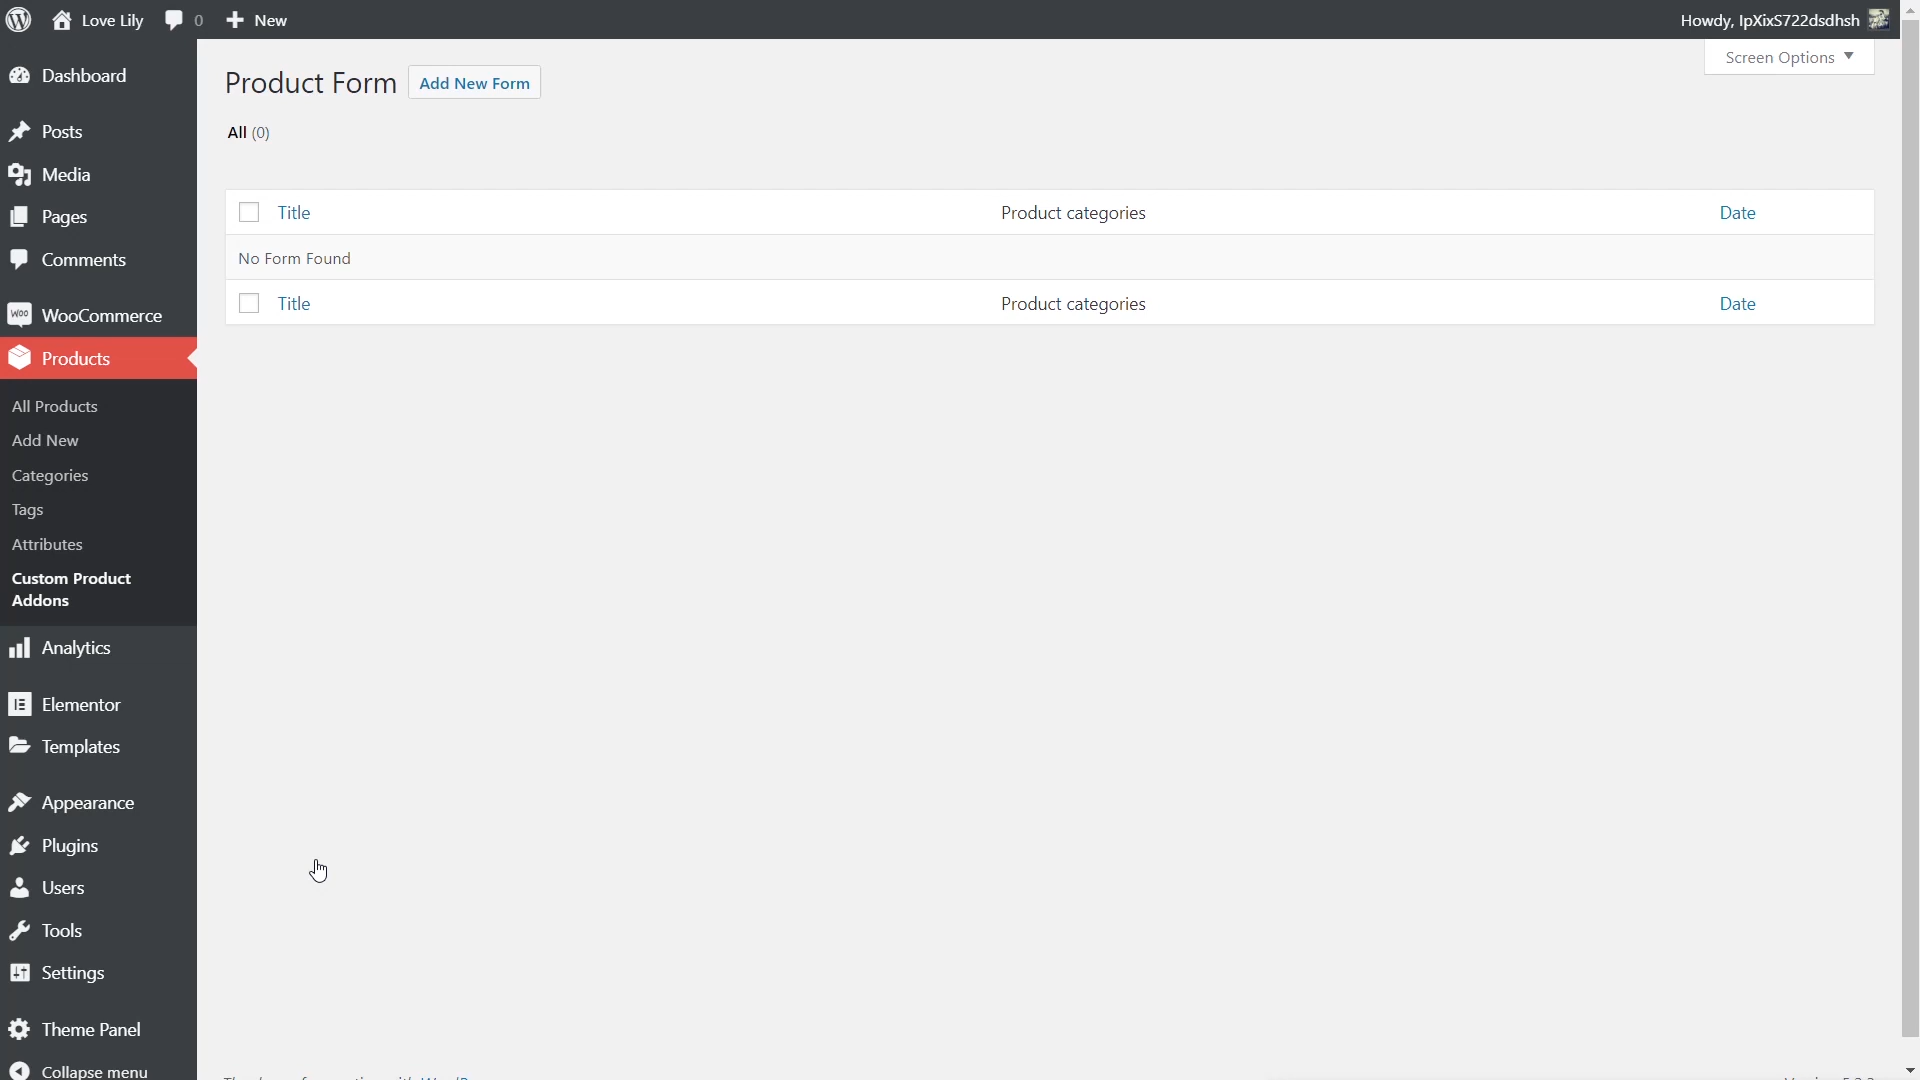 Love Lily 0 New Howdy, IpXixS722dsdhsh
Screen Options
Dashboard
Posts
Media
Pages
Comments
WOO WooCommerce
Products
All Products
Add New
Categories
Tags
Attributes
Custom Product
Addons
Analytics
Elementor
Templates
Appearance
Plugins
Users
Tools
Settings
Theme Panel
Collapse menu
Product Form Add New Form
All (0)
Title Product categories Date
No Form Found
Title Product categories Date